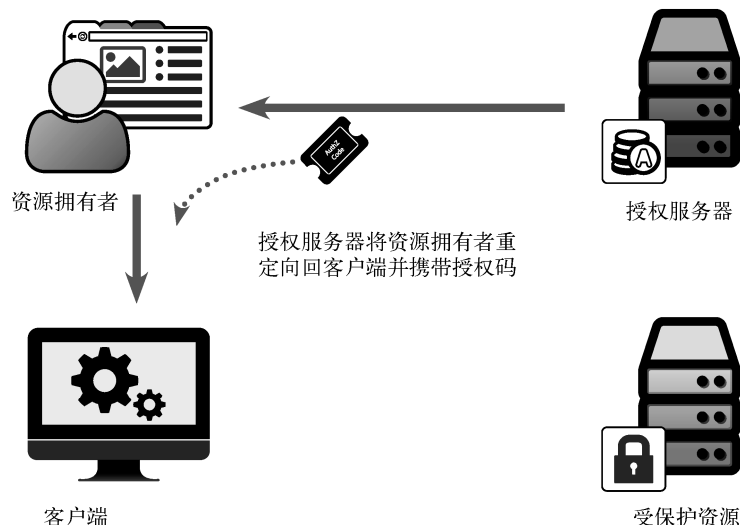 AuthZ
Code
资源拥有者
授权服务器
授权服务器将资源拥有者重
定向回客户端并携带授权码
客户端
受保护资源